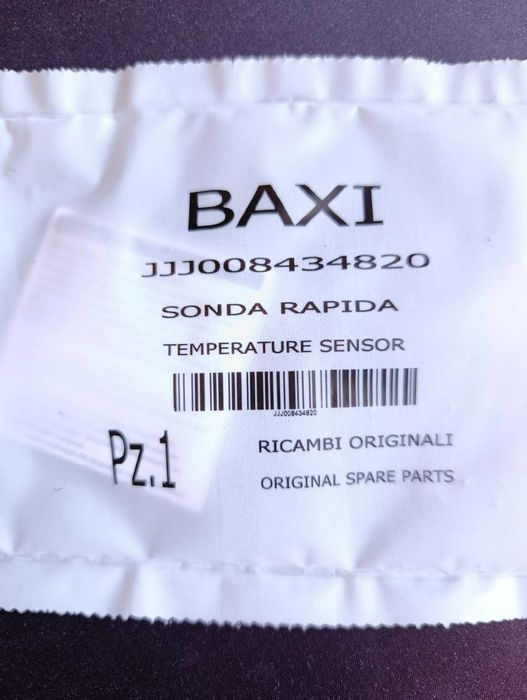 BAXI
JJJ008434820
SONDA RAPIDA
TEMPERATURE SENSOR
JJJ008434820
Pz.1
RICAMBI ORIGINALI
ORIGINAL SPARE PARTS